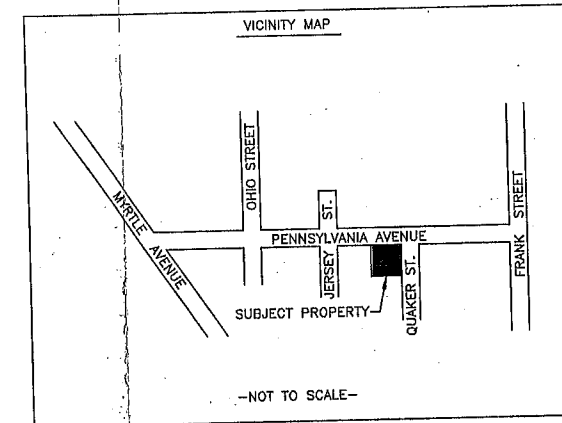 VICINITY MAP
OHIO STREET
MYRTLE AVENUE
JERSEY ST.
PENNSYLVANIA AVENUE
FRANK STREET
QUAKER ST.
SUBJECT PROPERTY
-NOT TO SCALE-